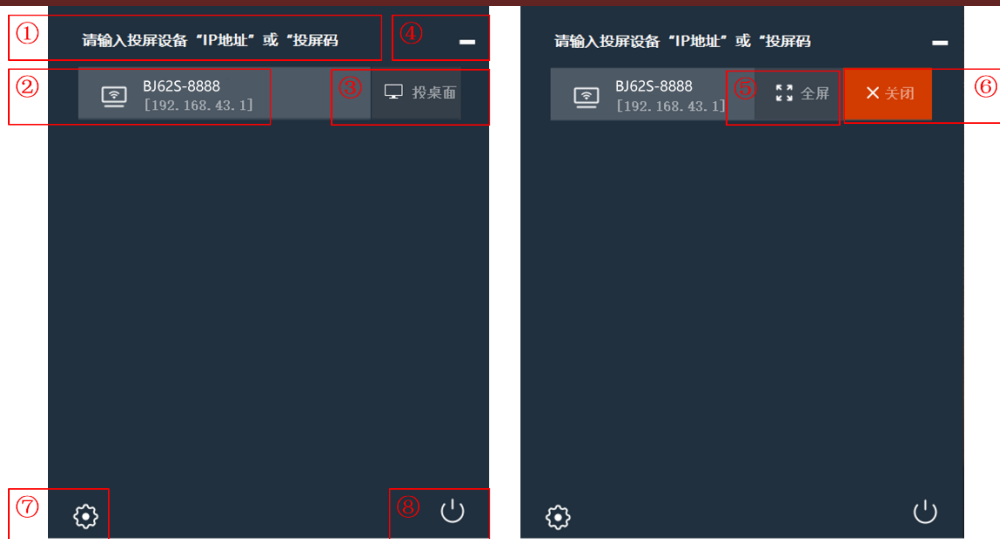 ① 请输入投屏设备“IP地址”或“投屏码 ④
② BJ62S-8888 ③ 投桌面
[192.168.43.1]
⑦ ⑧
请输入投屏设备“IP地址”或“投屏码
BJ62S-8888 ⑤ 全屏 关闭 ⑥
[192.168.43.1]